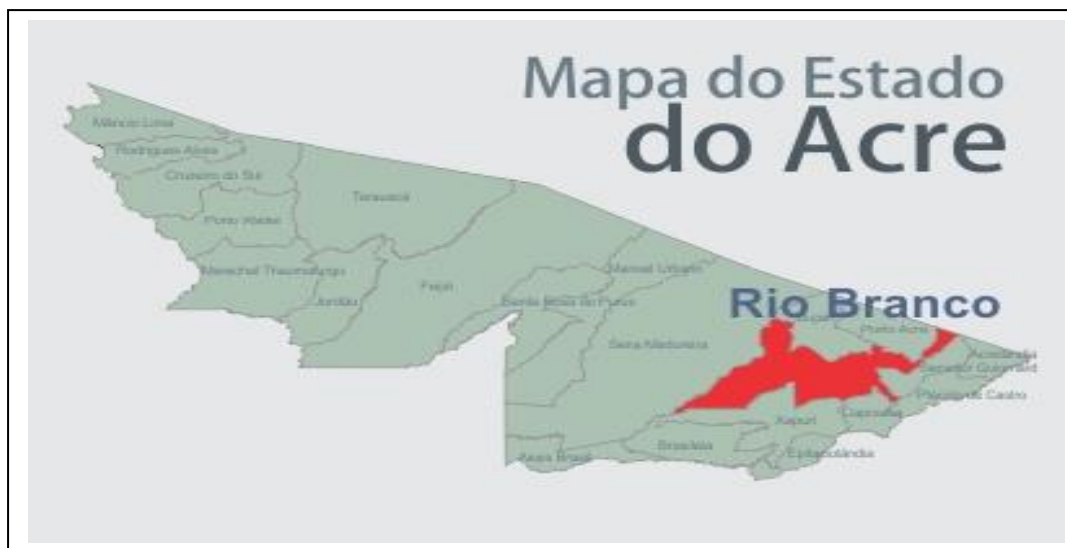 Mapa do Estado
do Acre
Mâncio Lima
Rodrigues Alves
Cruzeiro do Sul
Tarauacá
Porto Walter
Marechal Thaumaturgo
Jordão
Feijó
Manoel Urbano
Santa Rosa do Purus
Rio Branco
Porto Acre
Sena Madureira
Acrelândia
Senador Guiomard
Plácido de Castro
Capixaba
Xapuri
Brasiléia
Epitaciolândia
Assis Brasil